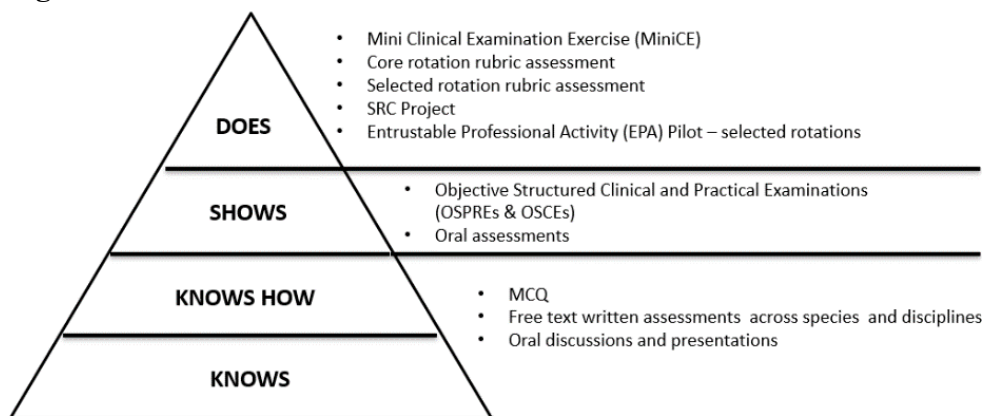 • Mini Clinical Examination Exercise (MiniCE)
• Core rotation rubric assessment
• Selected rotation rubric assessment
• SRC Project
• Entrustable Professional Activity (EPA) Pilot – selected rotations
DOES
• Objective Structured Clinical and Practical Examinations
(OSPREs & OSCEs)
• Oral assessments
SHOWS
KNOWS HOW
• MCQ
• Free text written assessments across species and disciplines
• Oral discussions and presentations
KNOWS